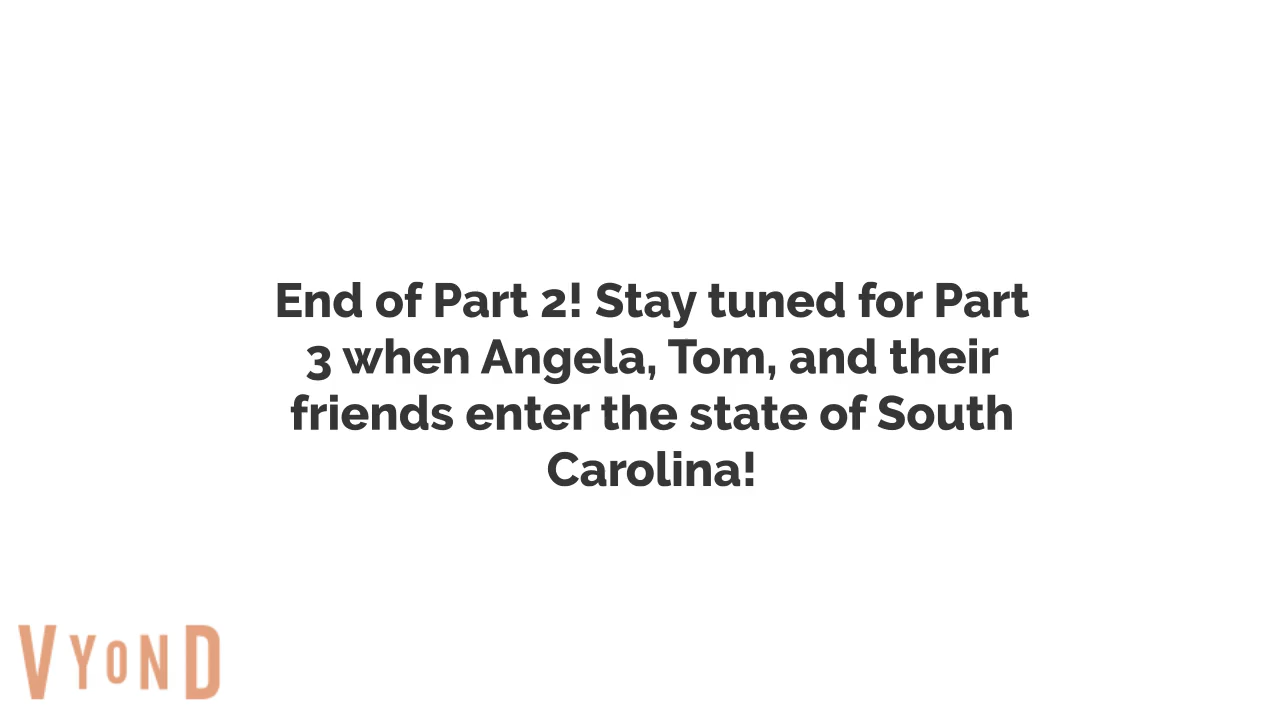 End of Part 2! Stay tuned for Part
3 when Angela, Tom, and their
friends enter the state of South
Carolina!
VYOND